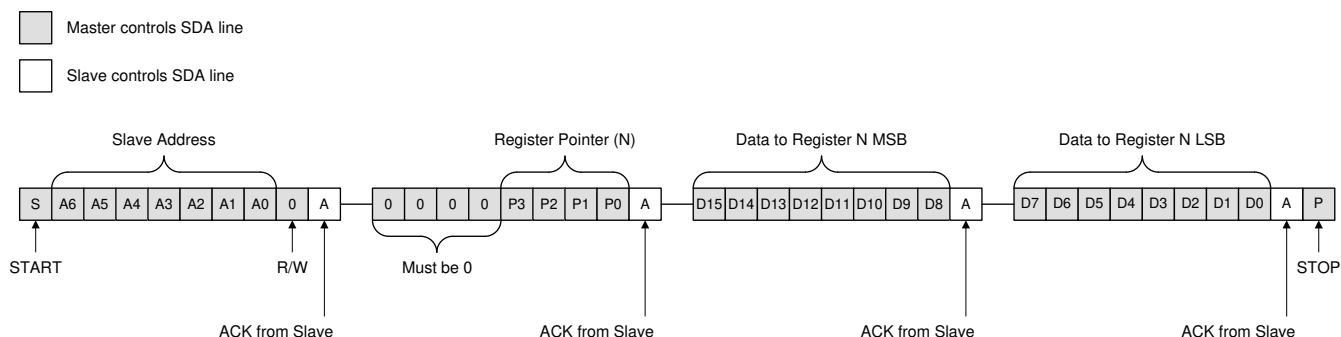 Master controls SDA line
Slave controls SDA line
Slave Address
Register Pointer (N)
Data to Register N MSB
Data to Register N LSB
S A6 A5 A4 A3 A2 A1 A0 0 A 0 0 0 0 P3 P2 P1 P0 A D15 D14 D13 D12 D11 D10 D9 D8 A D7 D6 D5 D4 D3 D2 D1 D0 A P
START
R/W
Must be 0
STOP
ACK from Slave
ACK from Slave
ACK from Slave
ACK from Slave